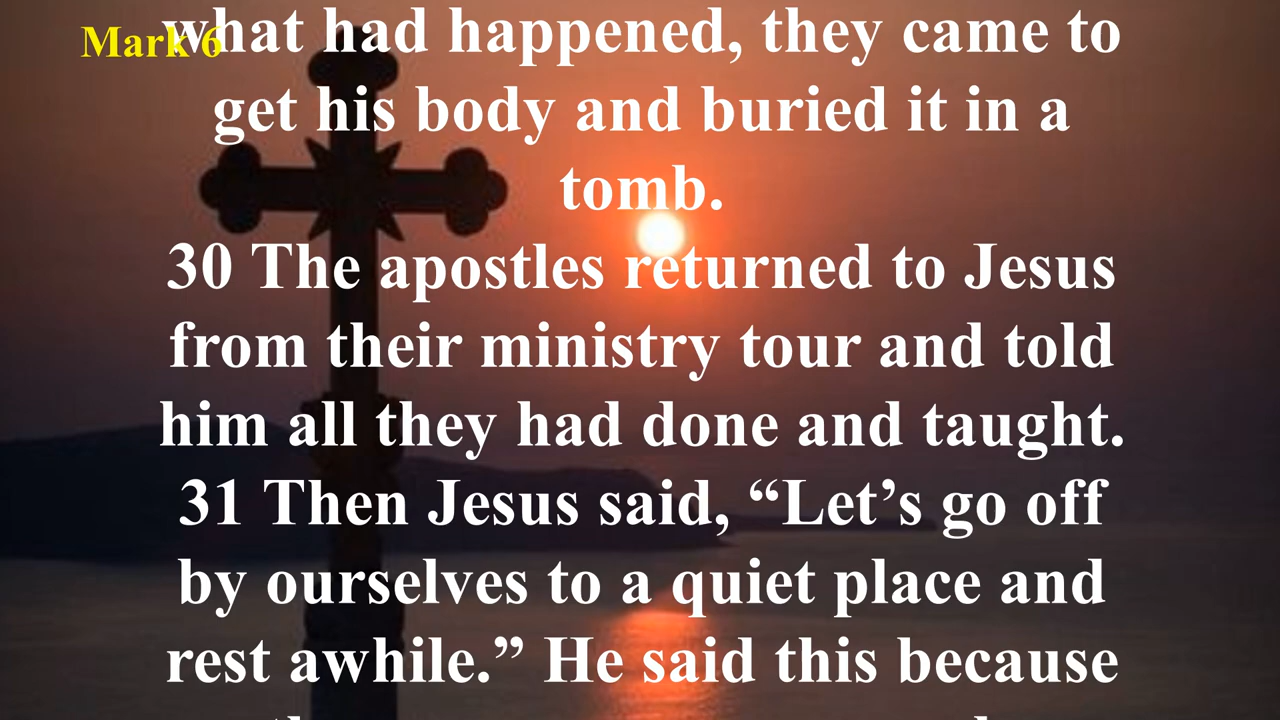 Mark 6
what had happened, they came to
get his body and buried it in a
tomb.
30 The apostles returned to Jesus
from their ministry tour and told
him all they had done and taught.
31 Then Jesus said, “Let’s go off
by ourselves to a quiet place and
rest awhile.” He said this because